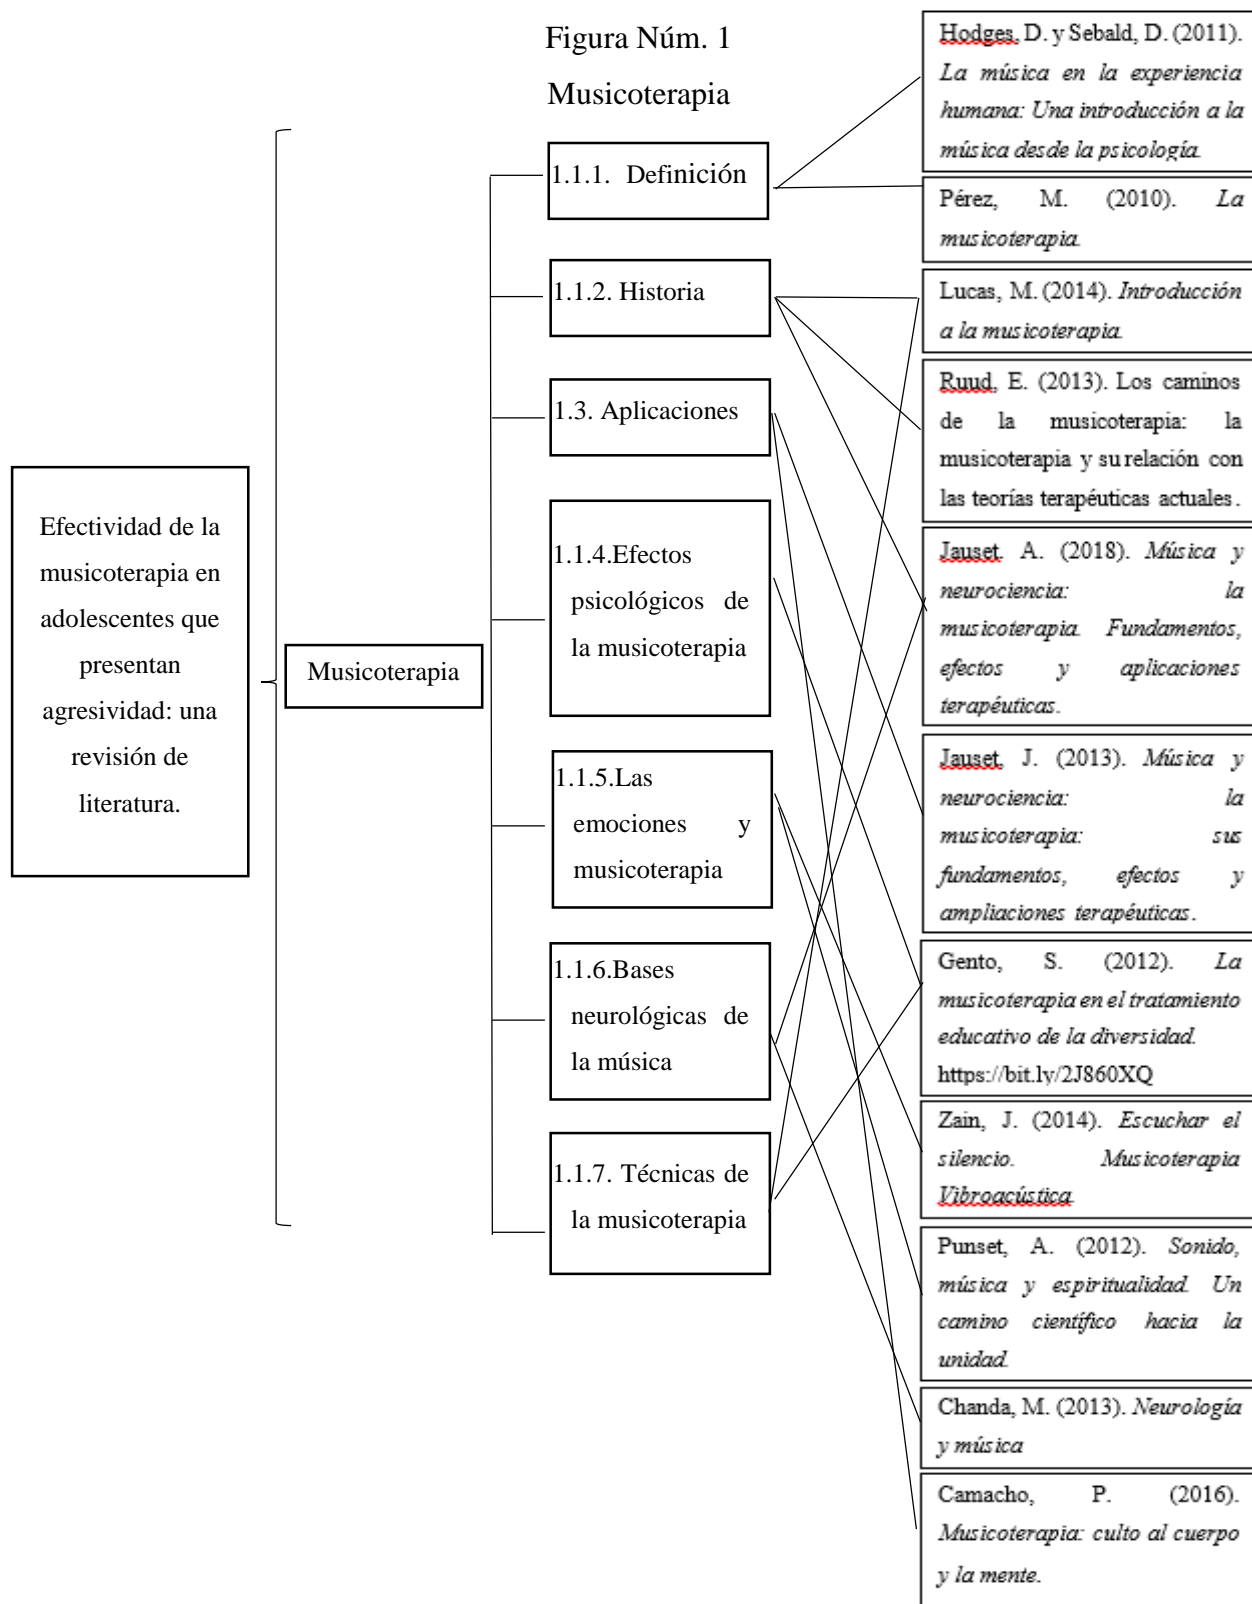 Figura Núm. 1
Musicoterapia
Efectividad de la
musicoterapia en
adolescentes que
presentan
agresividad: una
revisión de
literatura.
Musicoterapia
1.1.1. Definición
1.1.2. Historia
1.3. Aplicaciones
1.1.4.Efectos
psicológicos de
la musicoterapia
1.1.5.Las
emociones y
musicoterapia
1.1.6.Bases
neurológicas de
la música
1.1.7. Técnicas de
la musicoterapia
Hodges, D. y Sebald, D. (2011).
La música en la experiencia
humana: Una introducción a la
música desde la psicología.
Pérez, M. (2010). La
musicoterapia.
Lucas, M. (2014). Introducción
a la musicoterapia.
Ruud, E. (2013). Los caminos
de la musicoterapia: la
musicoterapia y su relación con
las teorías terapéuticas actuales.
Jauset. A. (2018). Música y
neurociencia: la
musicoterapia. Fundamentos,
efectos y aplicaciones
terapéuticas.
Jauset, J. (2013). Música y
neurociencia: la
musicoterapia: sus
fundamentos, efectos y
ampliaciones terapéuticas.
Gento, S. (2012). La
musicoterapia en el tratamiento
educativo de la diversidad.
https://bit.ly/2J860XQ
Zain, J. (2014). Escuchar el
silencio. Musicoterapia
Vibroacústica
Punset, A. (2012). Sonido,
música y espiritualidad. Un
camino científico hacia la
unidad.
Chanda, M. (2013). Neurología
y música
Camacho, P. (2016).
Musicoterapia: culto al cuerpo
y la mente.